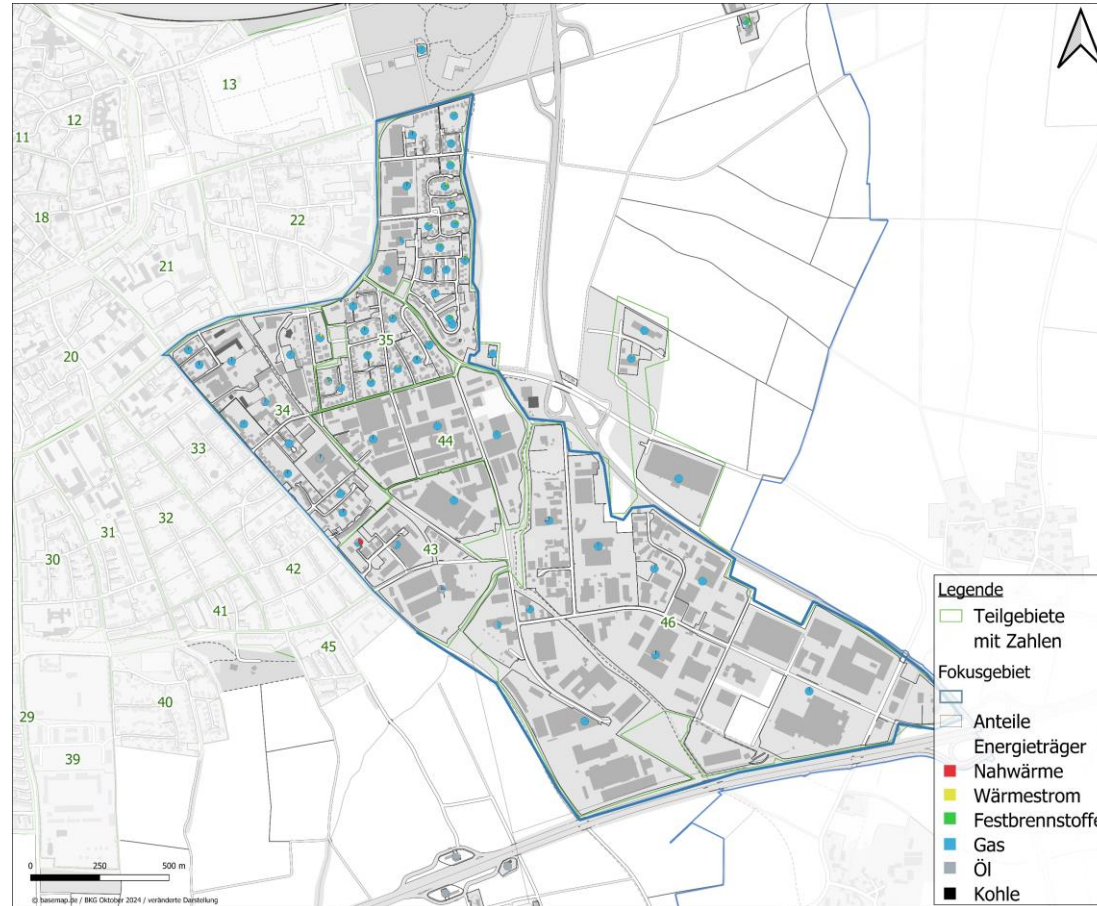 13
12
11
18
22
21
20
35
34
33
44
32
31
30
43
42
41
46
45
40
29
39
Legende
Teilgebiete
mit Zahlen
Fokusgebiet
Anteile
Energieträger
Nahwärme
Wärmestrom
Festbrennstoffe
Gas
Öl
Kohle
0 250 500 m
© basemap.de / BKG Oktober 2024 / veränderte Darstellung